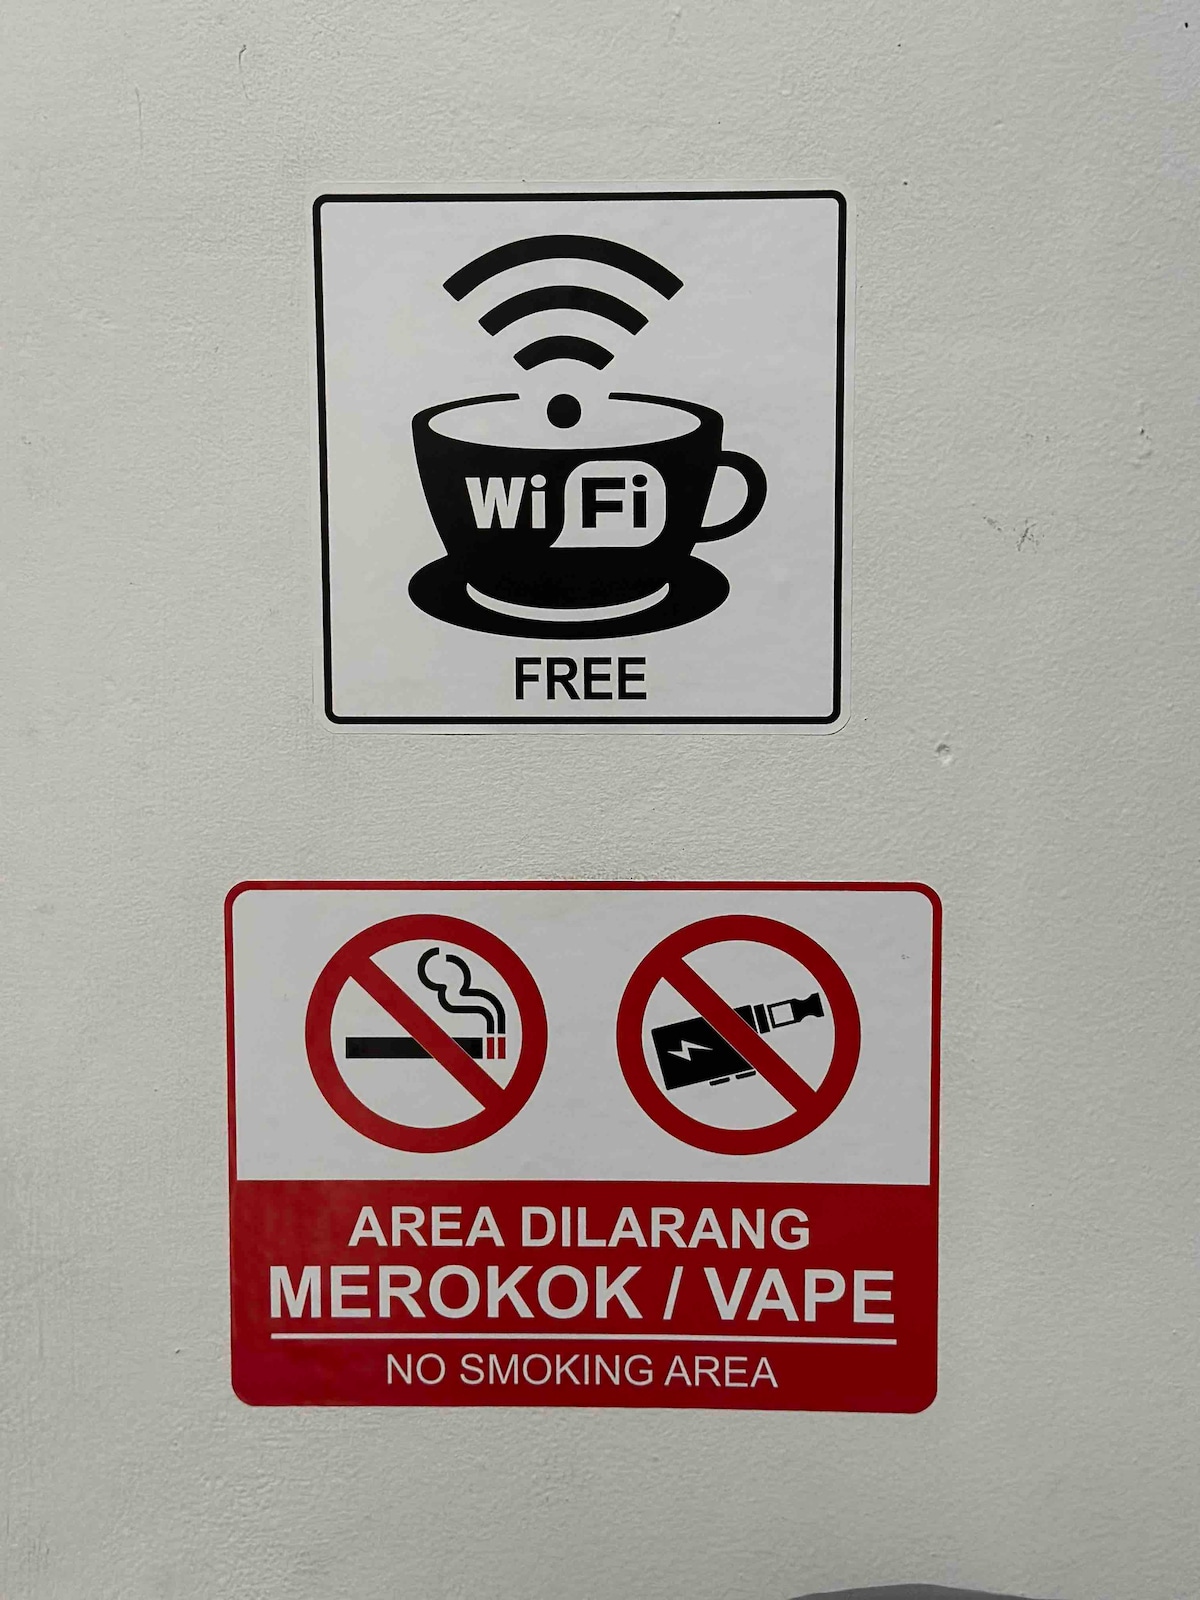 WiFi
FREE
AREA DILARANG
MEROKOK / VAPE
NO SMOKING AREA